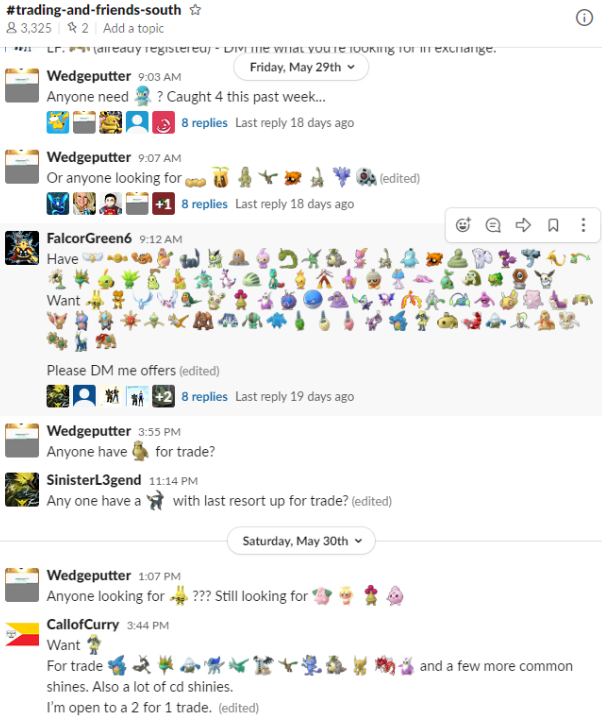 #trading-and-friends-south
3,325 2 Add a topic
LF: (already registered) - DM me what you're looking for in exchange.
Friday, May 29th
Wedgeputter 9:03 AM
Anyone need ? Caught 4 this past week...
8 replies Last reply 18 days ago
Wedgeputter 9:07 AM
Or anyone looking for (edited)
+1 8 replies Last reply 18 days ago
FalcorGreen6 9:12 AM
Have
Want
Please DM me offers (edited)
+2 8 replies Last reply 19 days ago
Wedgeputter 3:55 PM
Anyone have for trade?
SinisterL3gend 11:14 PM
Any one have a with last resort up for trade? (edited)
Saturday, May 30th
Wedgeputter 1:07 PM
Anyone looking for ??? Still looking for
CallofCurry 3:44 PM
Want
For trade and a few more common
shines. Also a lot of cd shinies.
I'm open to a 2 for 1 trade. (edited)